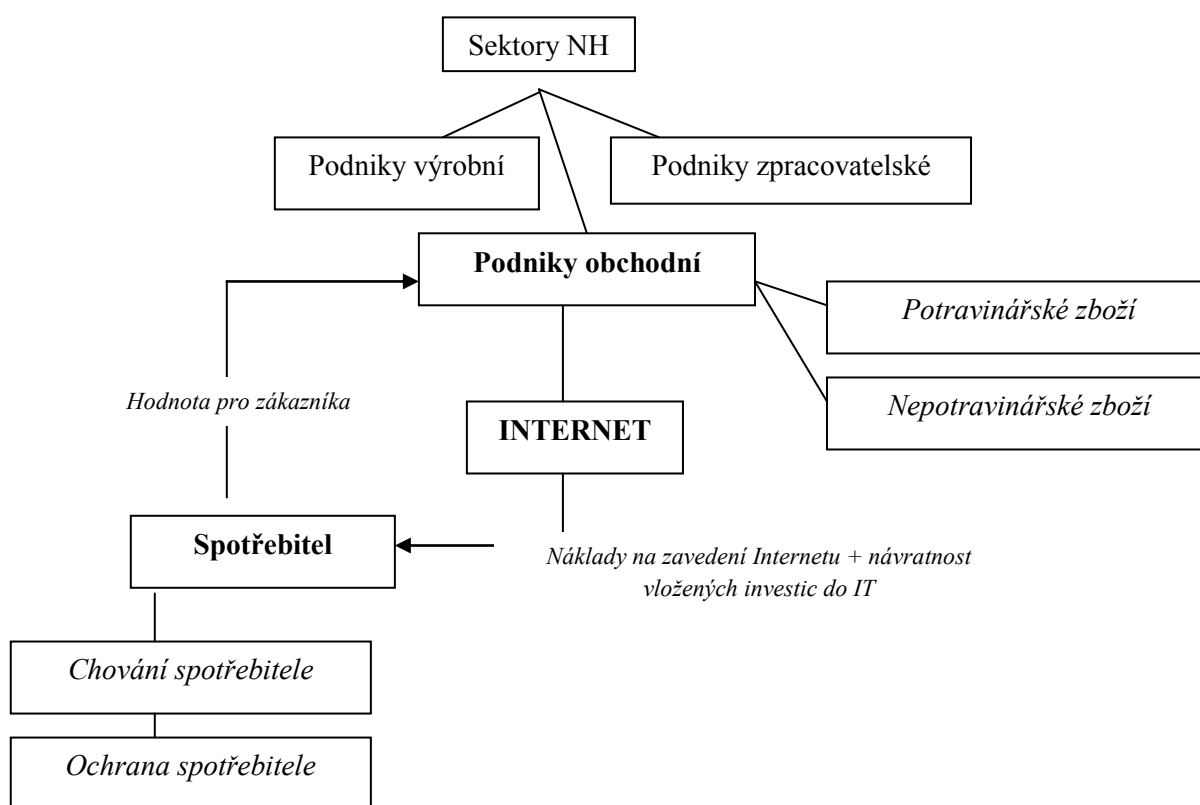 Sektory NH
Podniky výrobní
Podniky zpracovatelské
Podniky obchodní
Potravinářské zboží
Nepotravinářské zboží
Hodnota pro zákazníka
INTERNET
Spotřebitel
Náklady na zavedení Internetu + návratnost
vložených investic do IT
Chování spotřebitele
Ochrana spotřebitele